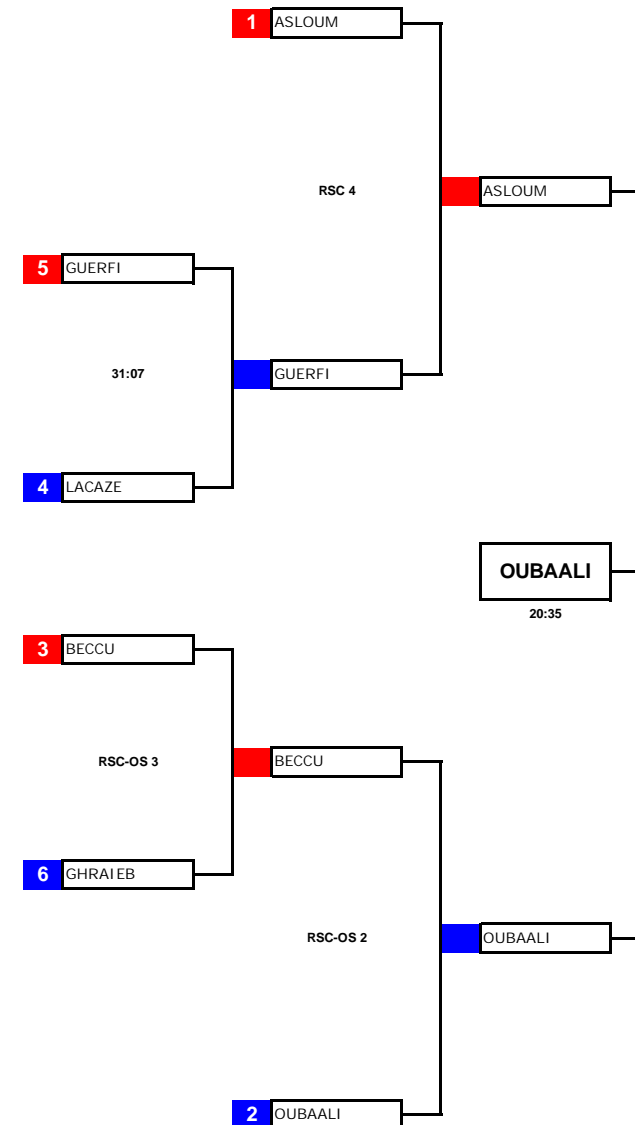 1 ASLOUM
RSC 4
ASLOUM
5 GUERFI
31:07
GUERFI
4 LACAZE
OUBAALI
20:35
3 BECCU
RSC-OS 3
BECCU
6 GHRAIEB
RSC-OS 2
OUBAALI
2 OUBAALI